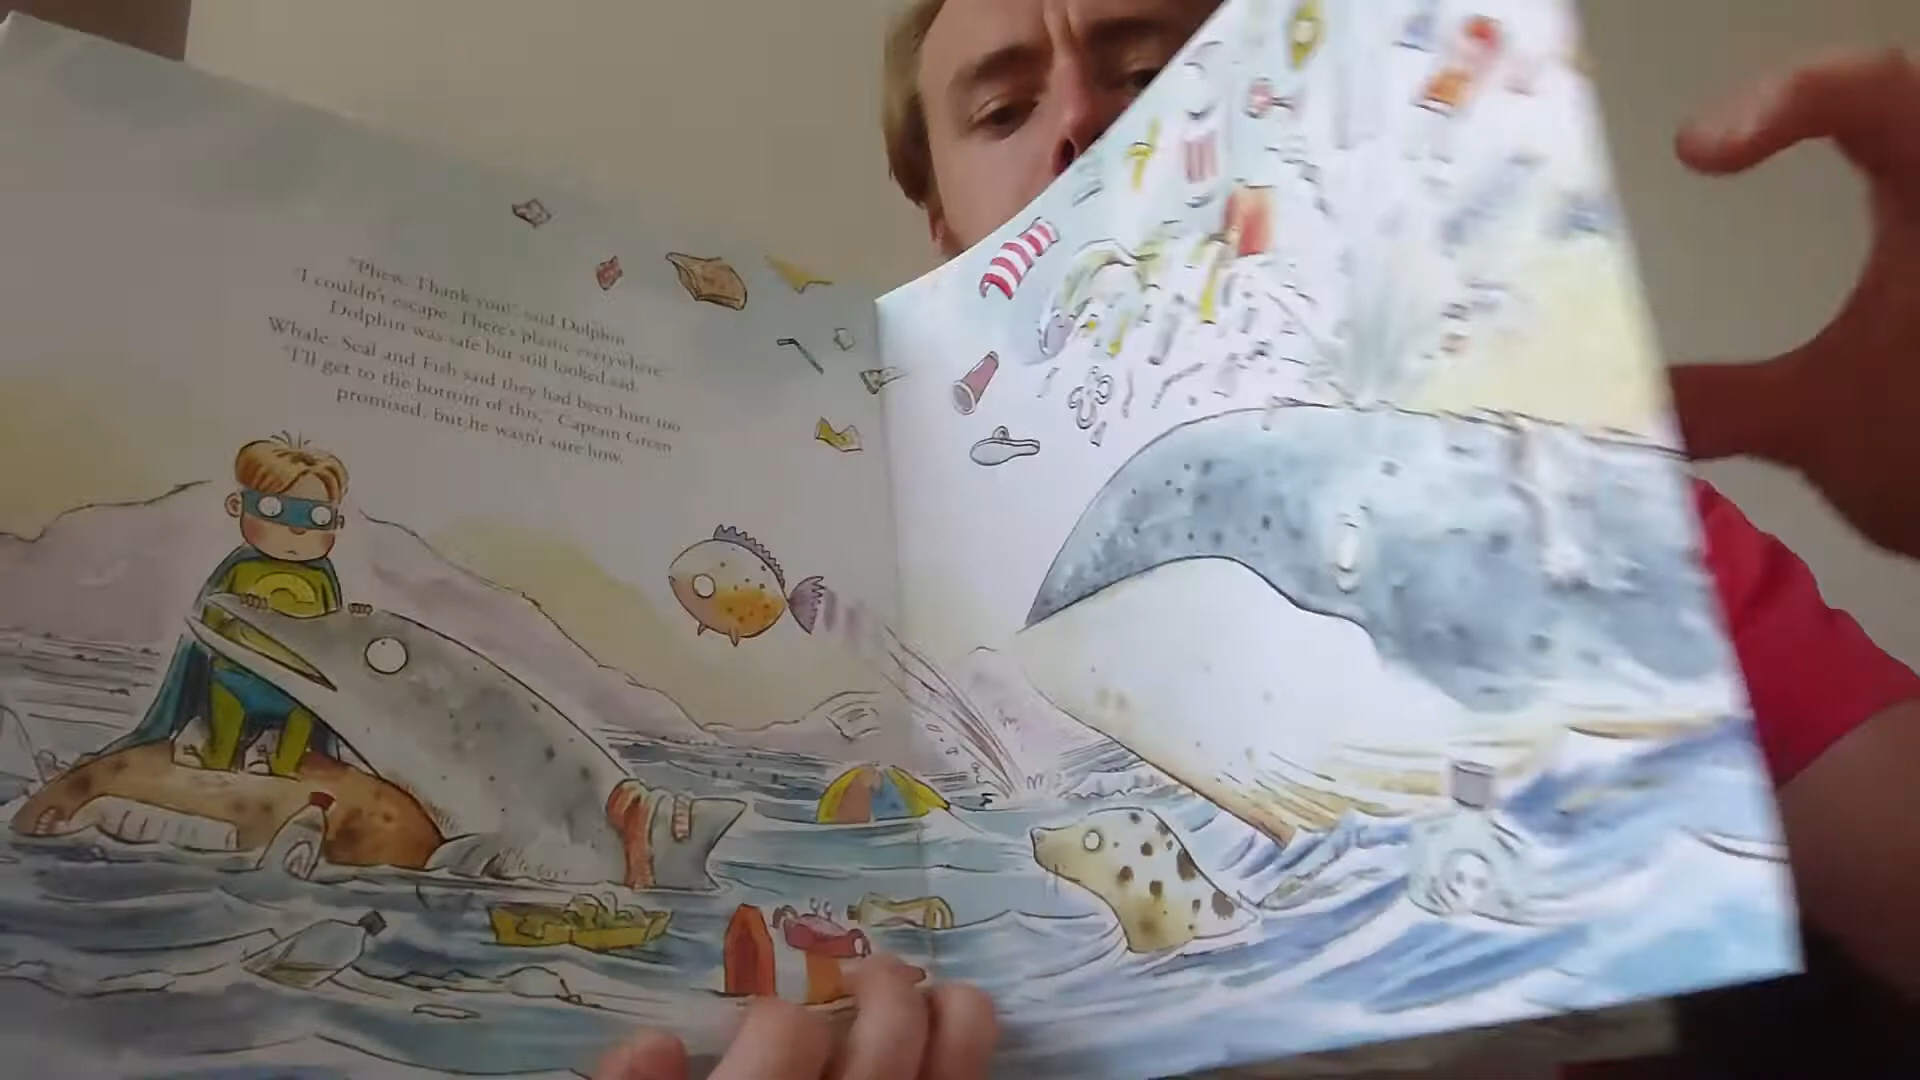 "Phew. Thank you!" said Dolphin.
"I couldn't escape. There's plastic everywhere."
Dolphin was safe but still looked sad.
Whale, Seal and Fish said they had been hurt too.
"I'll get to the bottom of this," Captain Green
promised, but he wasn't sure how.